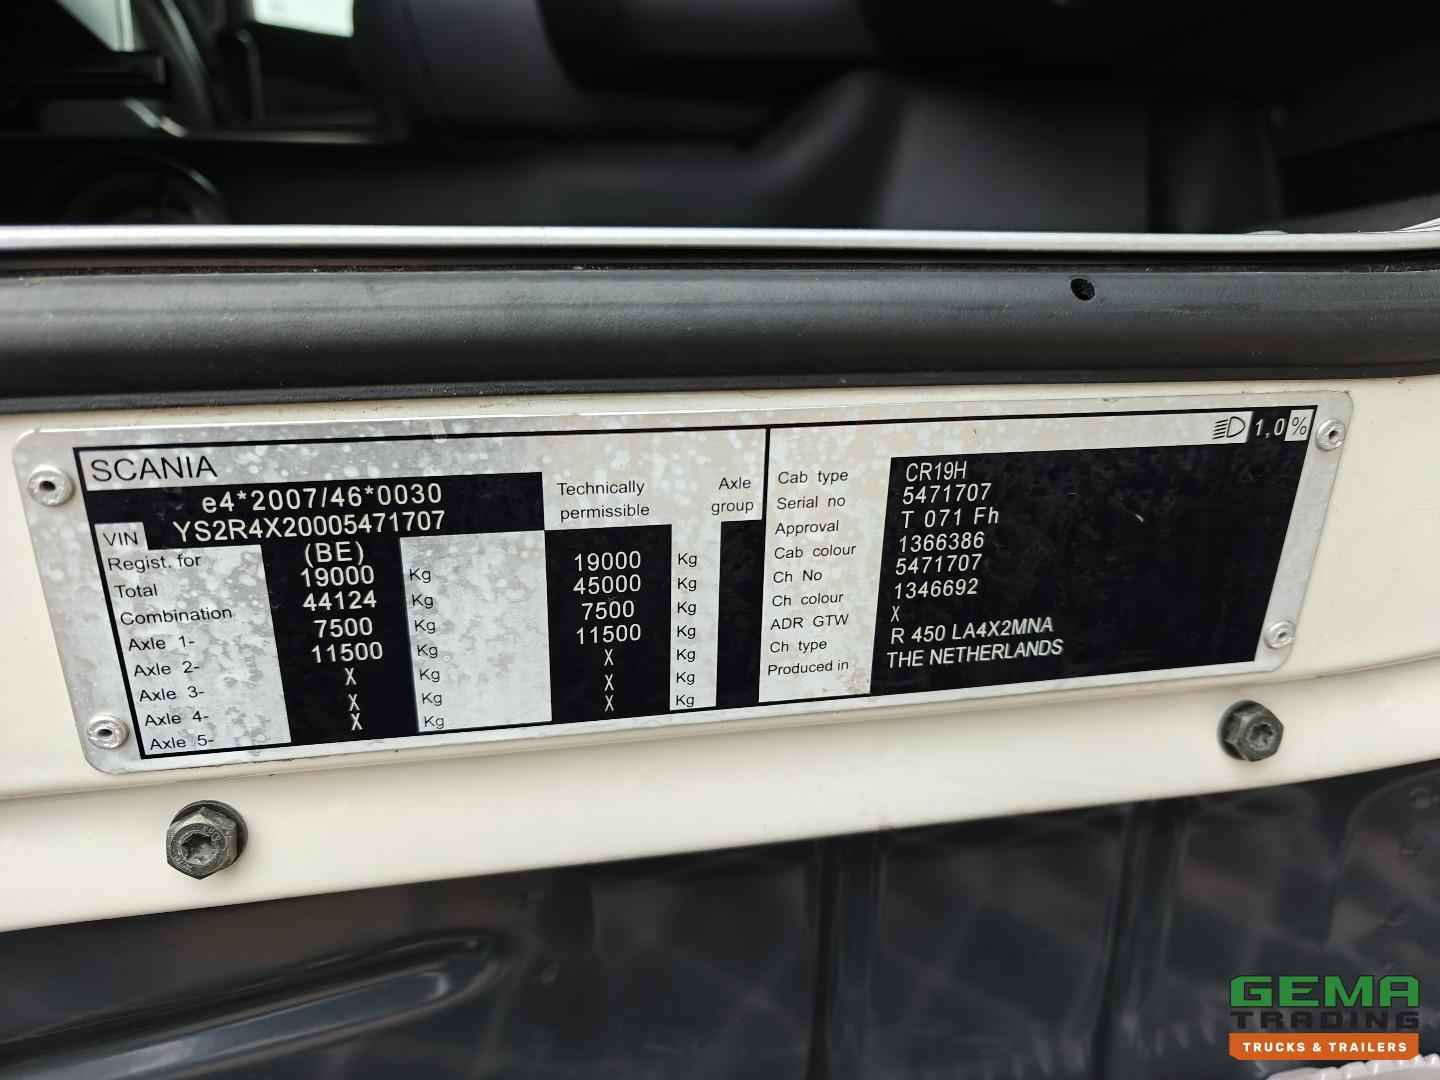 SCANIA
e4*2007/46*0030
VIN YS2R4X20005471707
Regist. for (BE)
Technically permissible
Axle group
Total 19000 Kg 19000 Kg
Combination 44124 Kg 45000 Kg
Axle 1- 7500 Kg 7500 Kg
Axle 2- 11500 Kg 11500 Kg
Axle 3- X Kg X Kg
Axle 4- X Kg X Kg
Axle 5- X Kg X Kg
1,0 %
Cab type CR19H
Serial no 5471707
Approval T 071 Fh
Cab colour 1366386
Ch No 5471707
Ch colour 1346692
ADR GTW X
Ch type R 450 LA4X2MNA
Produced in THE NETHERLANDS
GEMA
TRADING
TRUCKS & TRAILERS